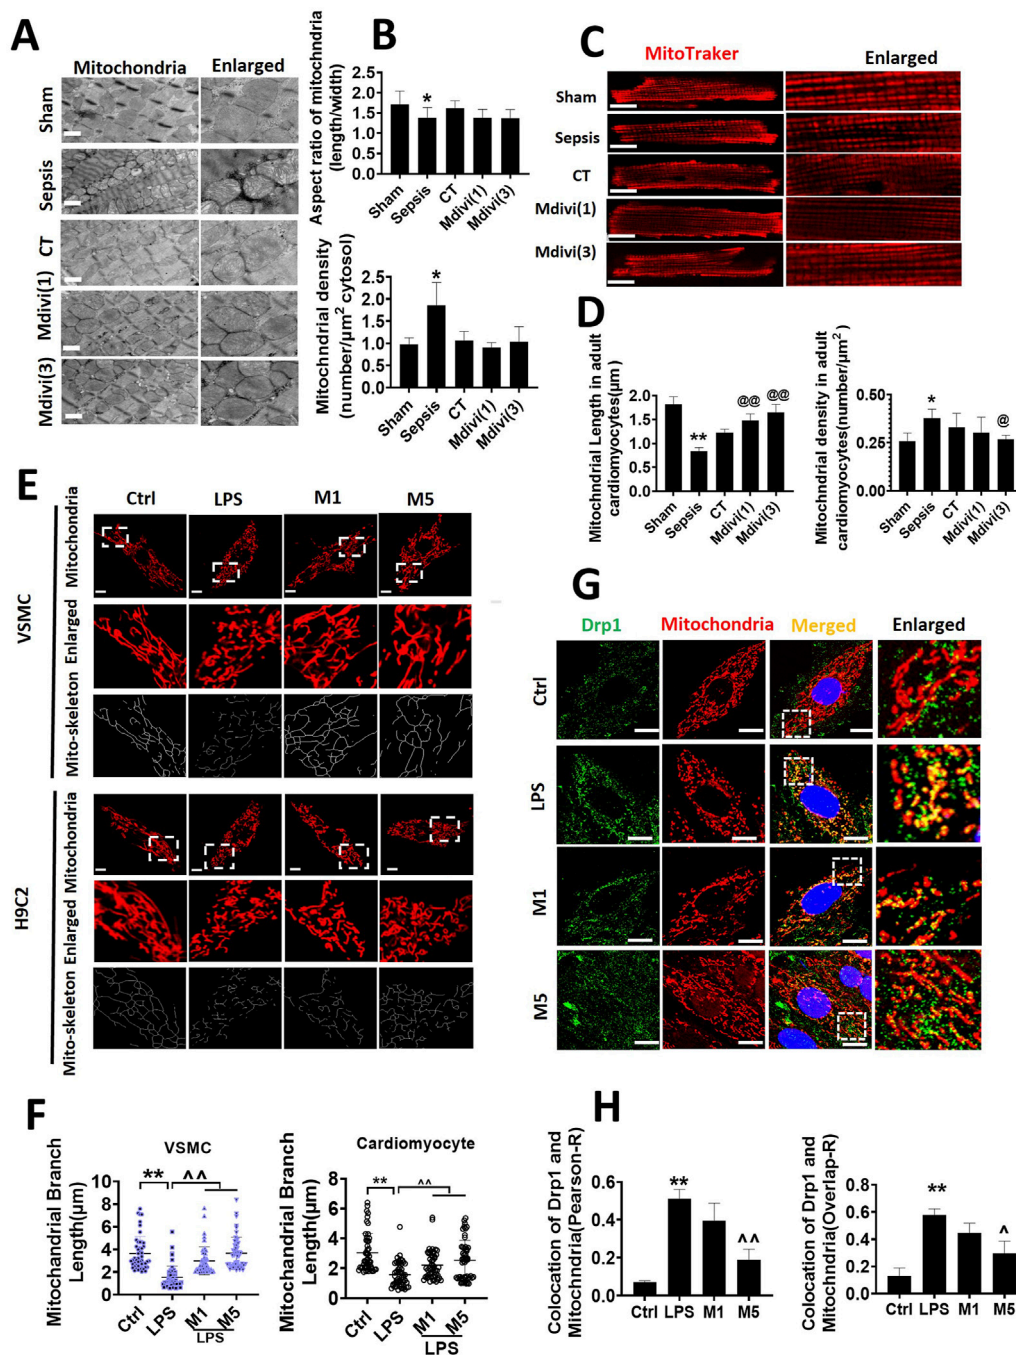 A
Mitochondria Enlarged
Sham
Sepsis
CT
Mdivi(1)
Mdivi(3)
B
Aspect ratio of mitochndria
(length/width)
2.0
1.5
1.0
0.5
0.0
*
Sham
Sepsis
CT
Mdivi(1)
Mdivi(3)
Mitochndrial density
(number/µm² cytosol)
2.5
2.0
1.5
1.0
0.5
0.0
*
Sham
Sepsis
CT
Mdivi(1)
Mdivi(3)
C
MitoTraker Enlarged
Sham
Sepsis
CT
Mdivi(1)
Mdivi(3)
D
Mitochndrial Length in adult
cardiomyocytes(µm)
2.0
1.5
1.0
0.5
0.0
** @@ @@
Sham
Sepsis
CT
Mdivi(1)
Mdivi(3)
Mitochndrial density in adult
cardiomyocytes(number/µm²)
0.50
0.25
0.00
* @
Sham
Sepsis
CT
Mdivi(1)
Mdivi(3)
E
Ctrl LPS M1 M5
VSMC
Mitochondria
Enlarged
Mito-skeleton
H9C2
Mitochondria
Enlarged
Mito-skeleton
F
VSMC
Mitochandrial Branch
Length(µm)
10
8
6
4
2
0
** ^^
Ctrl
LPS
M1
M5
LPS
Cardiomyocyte
Mitochandrial Branch
Length(µm)
8
6
4
2
0
** ^^
Ctrl
LPS
M1
M5
LPS
G
Drp1 Mitochondria Merged Enlarged
Ctrl
LPS
M1
M5
H
Colocation of Drp1 and
Mitochndria(Pearson-R)
0.6
0.4
0.2
0.0
** ^^
Ctrl LPS M1 M5
Colocation of Drp1 and
Mitochndria(Overlap-R)
0.8
0.6
0.4
0.2
0.0
** ^
Ctrl LPS M1 M5